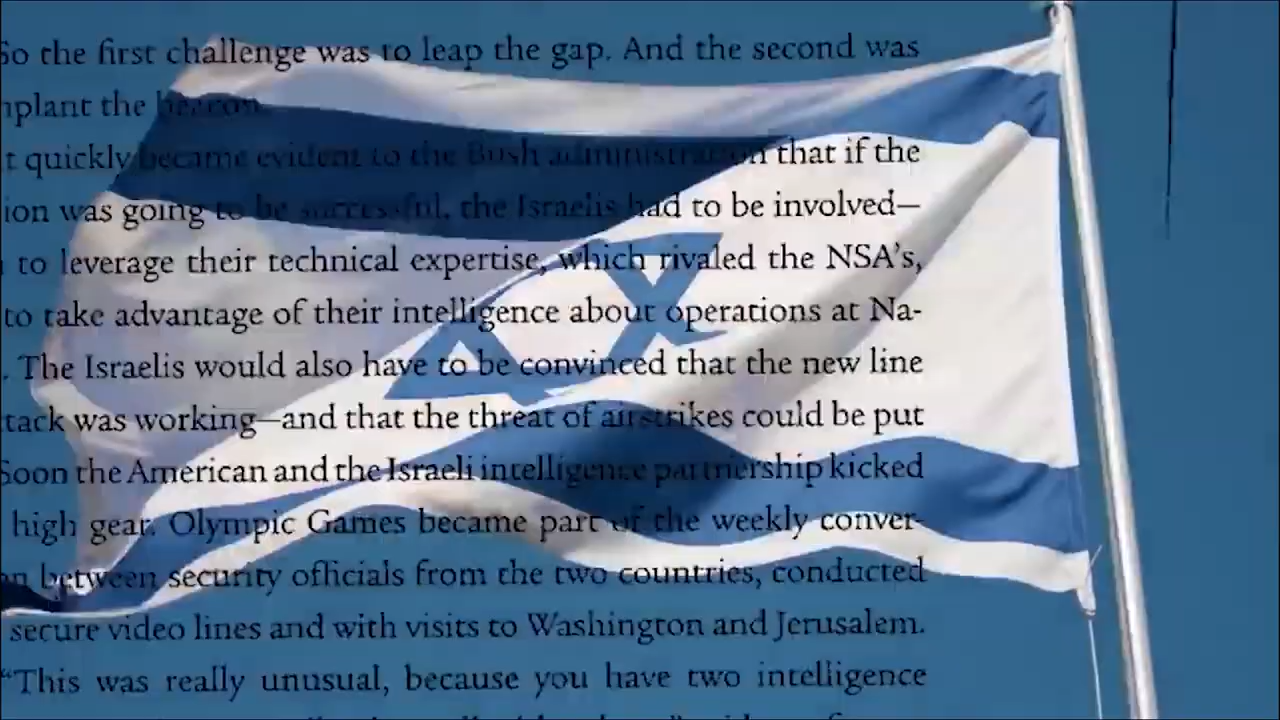 So the first challenge was to leap the gap. And the second was
nplant the beacon.
t quickly became evident to the Bush administration that if the
ion was going to be successful, the Israelis had to be involved—
to leverage their technical expertise, which rivaled the NSA's,
to take advantage of their intelligence about operations at Na-
. The Israelis would also have to be convinced that the new line
tack was working—and that the threat of airstrikes could be put
Soon the American and the Israeli intelligence partnership kicked
high gear. Olympic Games became part of the weekly conver-
n between security officials from the two countries, conducted
secure video lines and with visits to Washington and Jerusalem.
“This was really unusual, because you have two intelligence